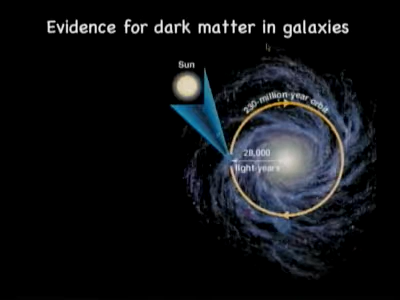 Evidence for dark matter in galaxies
Sun
230-million-year orbit
28,000
light-years